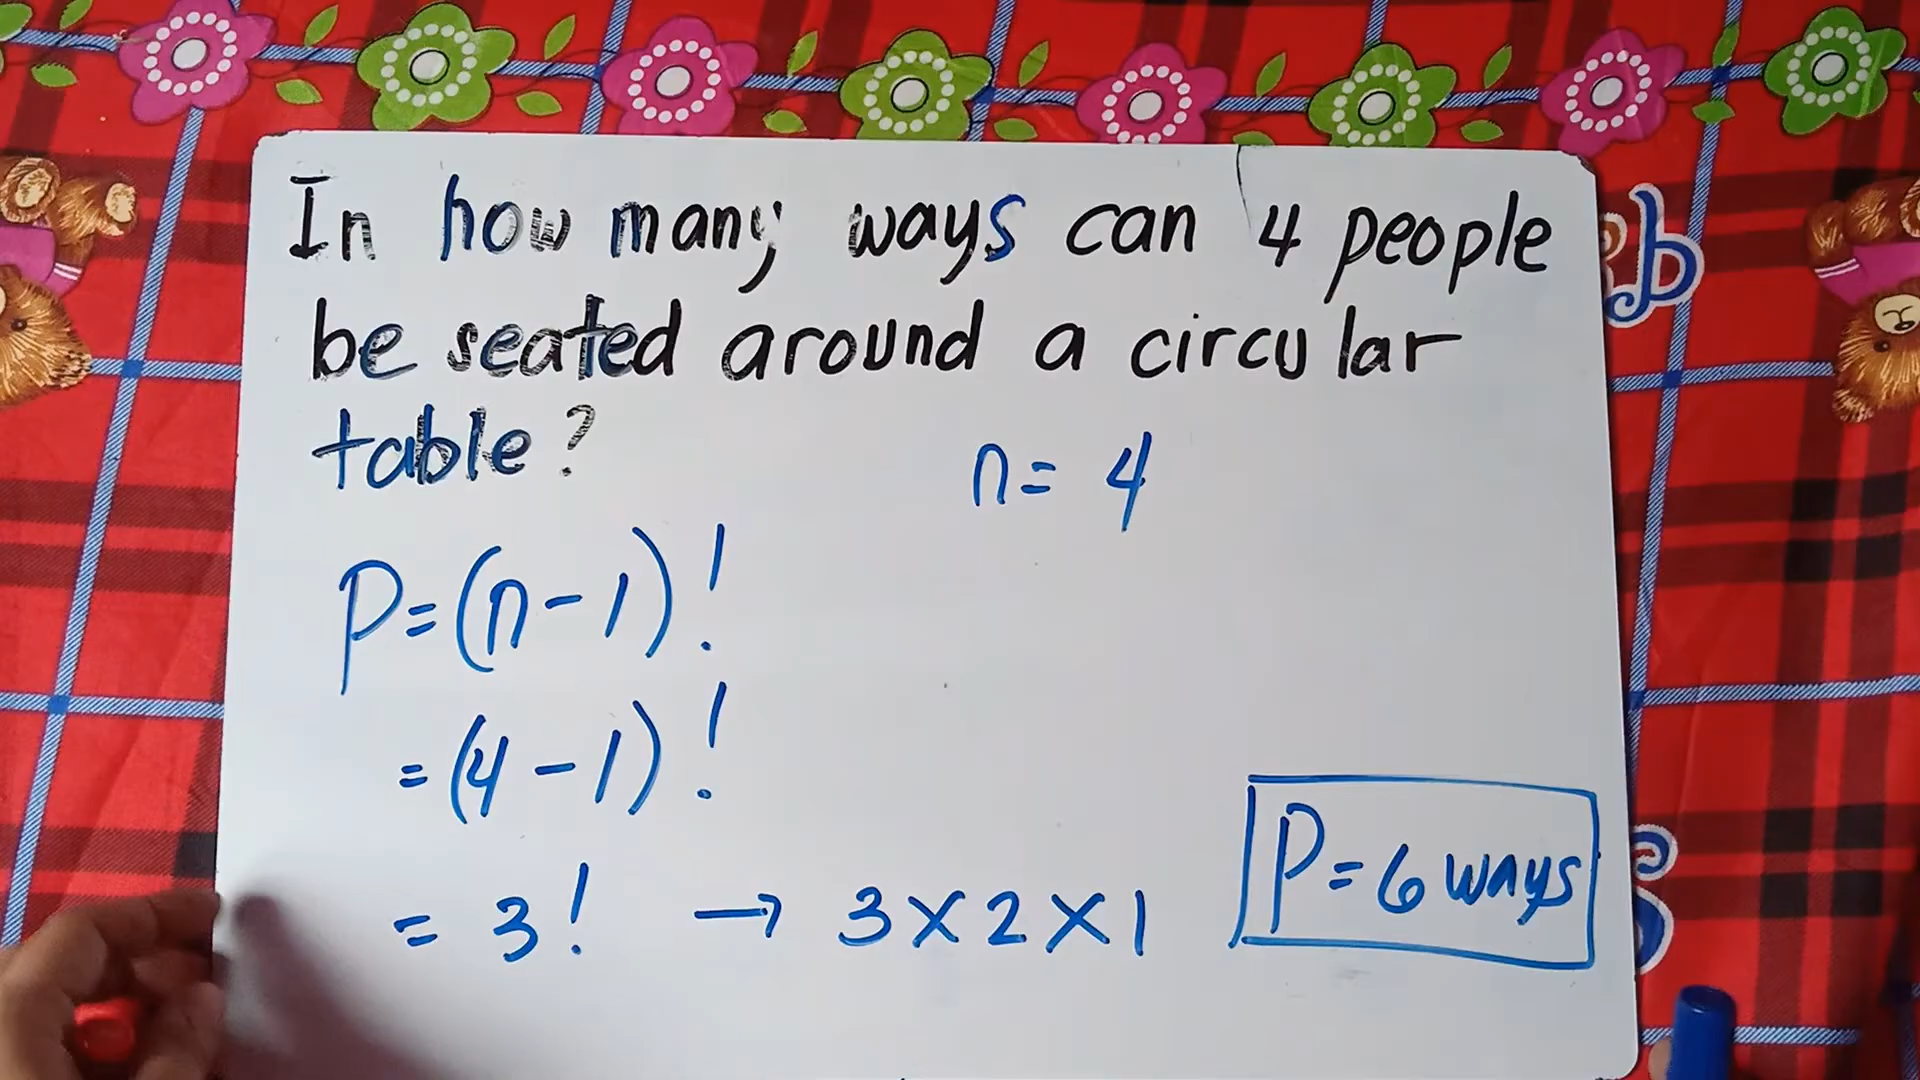 In how many ways can 4 people
be seated around a circular
table?
n = 4
P = (n - 1)!
= (4 - 1)!
= 3! → 3 X 2 X 1
P = 6 ways